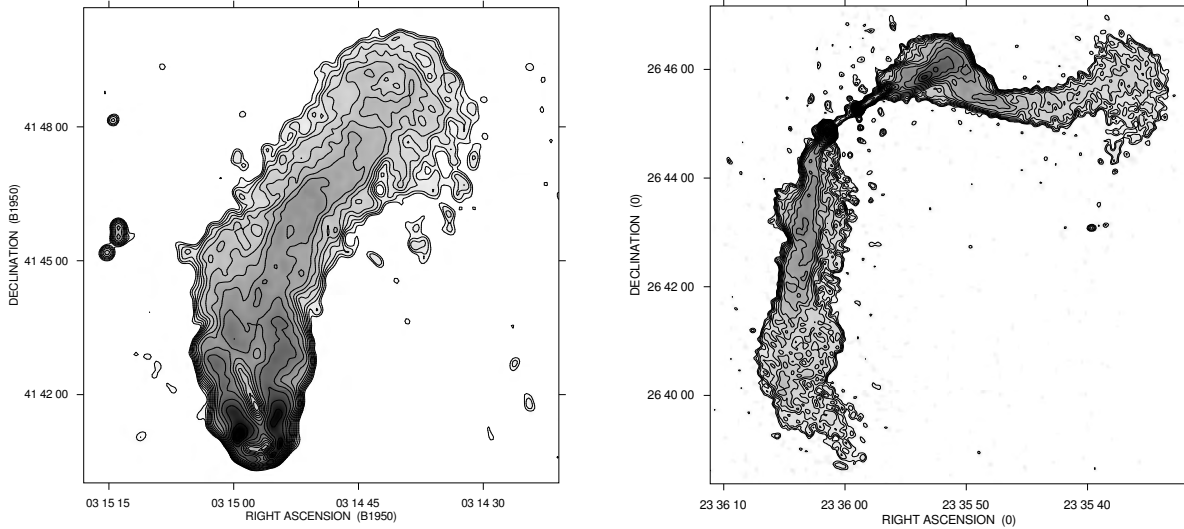 41 48 00
41 45 00
41 42 00
DECLINATION (B1950)
03 15 15
03 15 00
03 14 45
03 14 30
RIGHT ASCENSION (B1950)
26 46 00
26 44 00
26 42 00
26 40 00
DECLINATION (0)
23 36 10
23 36 00
23 35 50
23 35 40
RIGHT ASCENSION (0)